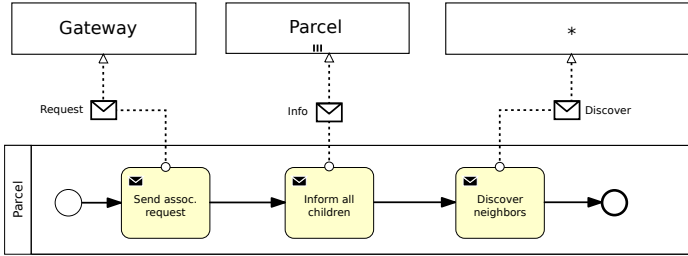 Gateway
Parcel
*
Request
Info
Discover
Parcel
Send assoc.
request
Inform all
children
Discover
neighbors